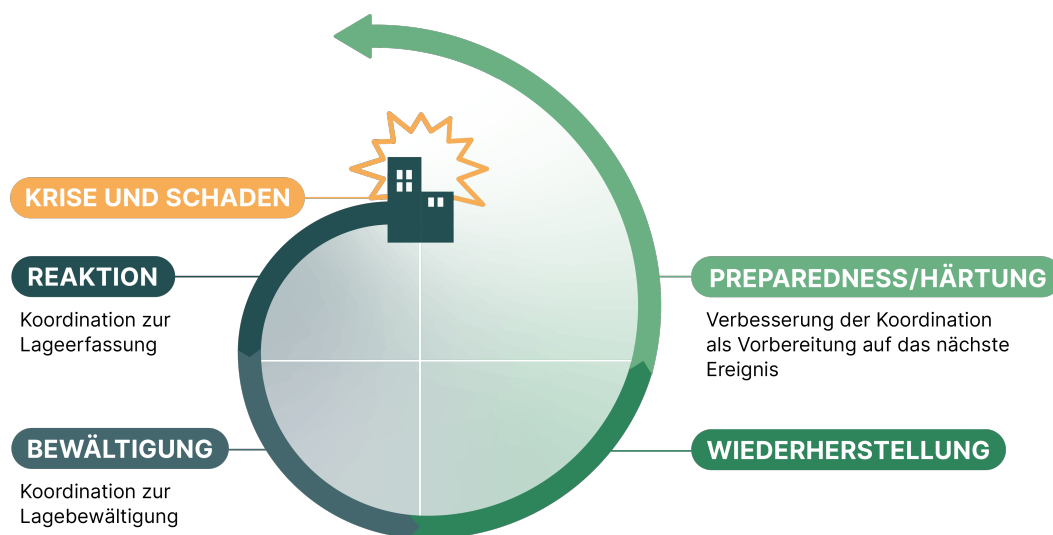 KRISE UND SCHADEN
REAKTION
Koordination zur
Lageerfassung
BEWÄLTIGUNG
Koordination zur
Lagebewältigung
PREPAREDNESS/HÄRTUNG
Verbesserung der Koordination
als Vorbereitung auf das nächste
Ereignis
WIEDERHERSTELLUNG